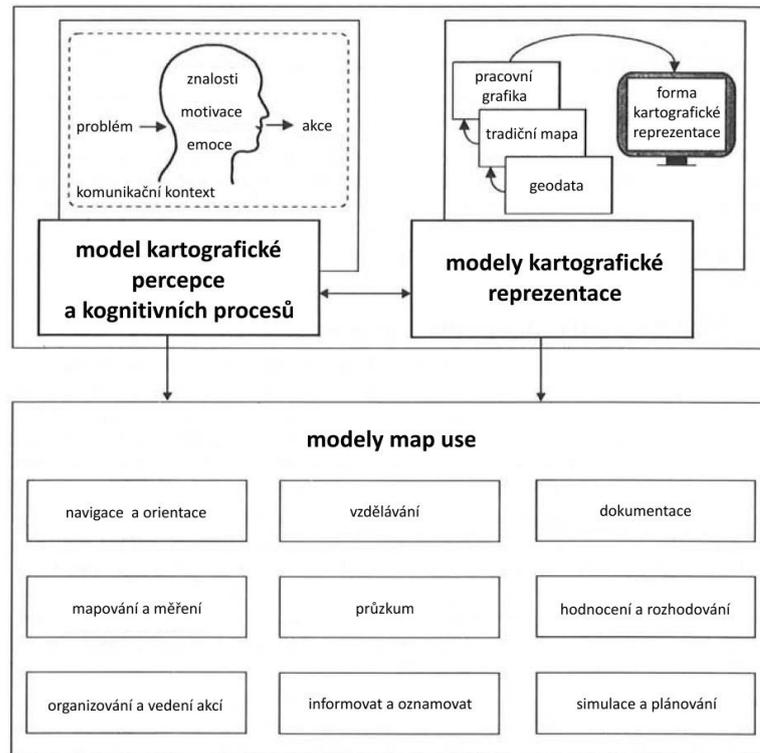 znalosti
motivace
emoce
problém
akce
komunikační kontext
model kartografické
percepce
a kognitivních procesů
pracovní
grafika
tradiční mapa
geodata
forma
kartografické
reprezentace
modely kartografické
reprezentace
modely map use
navigace a orientace
vzdělávání
dokumentace
mapování a měření
průzkum
hodnocení a rozhodování
organizování a vedení akcí
informovat a oznamovat
simulace a plánování